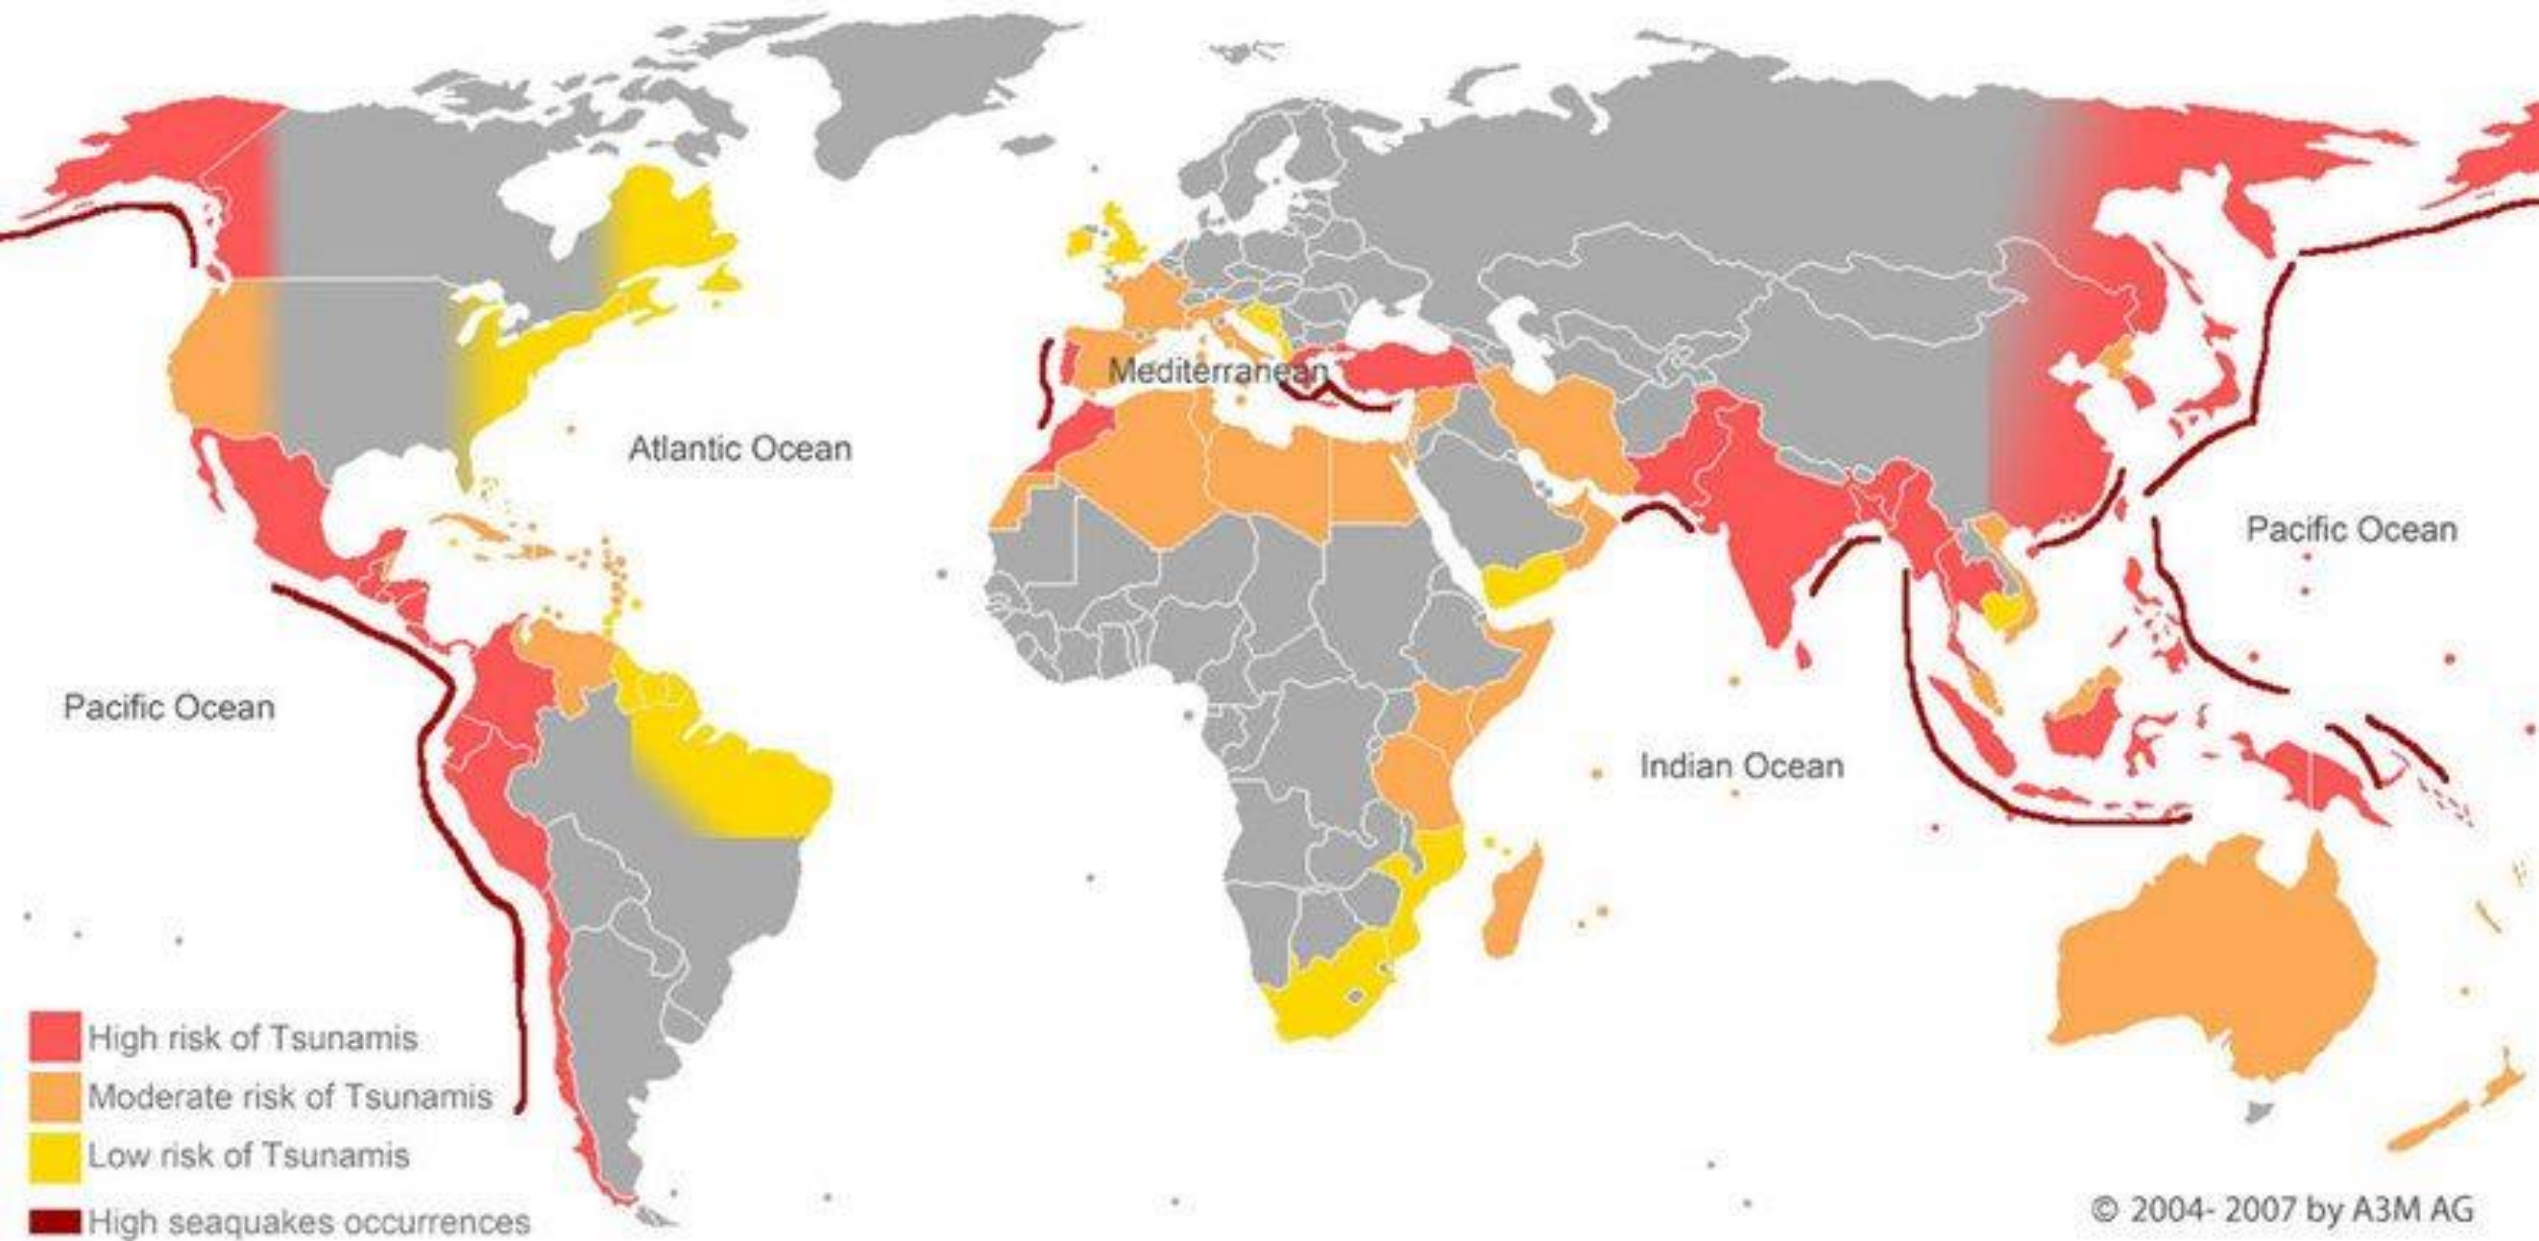 Mediterranean
Atlantic Ocean
Pacific Ocean
Pacific Ocean
Indian Ocean
High risk of Tsunamis
Moderate risk of Tsunamis
Low risk of Tsunamis
High seaquakes occurrences
© 2004- 2007 by A3M AG